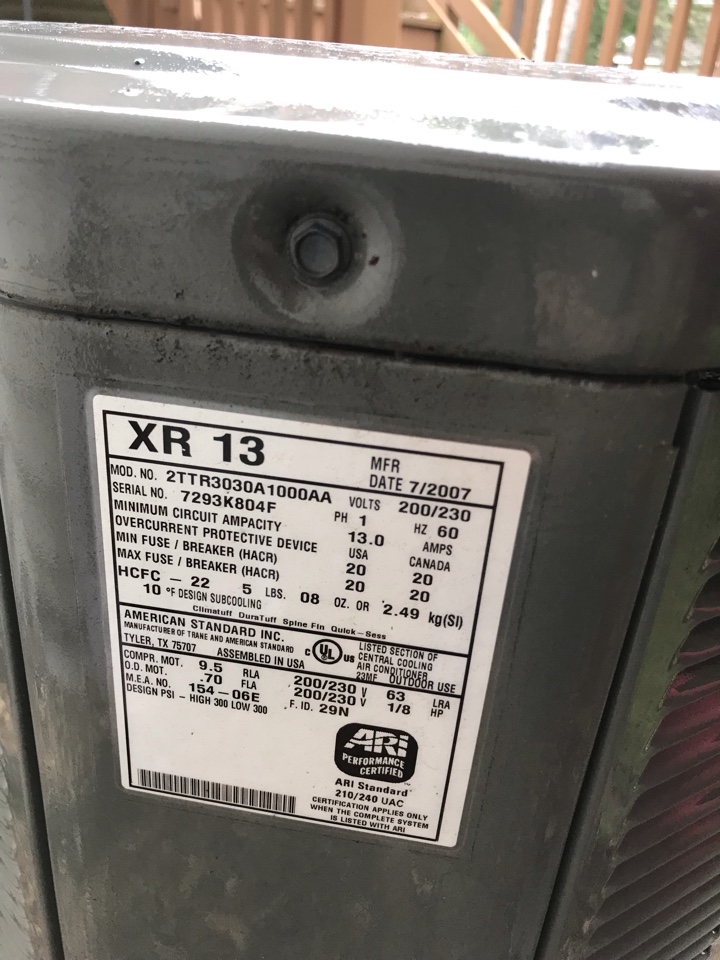 XR 13
MFR
DATE 7/2007
MOD. NO. 2TTR3030A1000AA VOLTS 200/230
SERIAL NO. 7293K804F PH 1 HZ 60
MINIMUM CIRCUIT AMPACITY 13.0 AMPS
OVERCURRENT PROTECTIVE DEVICE USA CANADA
MIN FUSE / BREAKER (HACR) 20 20
MAX FUSE / BREAKER (HACR) 20 20
HCFC - 22 5 LBS. 08 OZ. OR 2.49 kg(SI)
10 °F DESIGN SUBCOOLING
Climatuff DuraTuff Spine Fin Quick-Sess
AMERICAN STANDARD INC.
MANUFACTURER OF TRANE AND AMERICAN STANDARD
TYLER, TX 75707 ASSEMBLED IN USA
C UL US
LISTED SECTION OF
CENTRAL COOLING
AIR CONDITIONER
23MF OUTDOOR USE
COMPR. MOT. 9.5 RLA 200/230 V 63 LRA
O.D. MOT. .70 FLA 200/230 V 1/8 HP
M.E.A. NO. 154-06E F. ID. 29N
DESIGN PSI - HIGH 300 LOW 300
ARI
PERFORMANCE
CERTIFIED
ARI Standard
210/240 UAC
CERTIFICATION APPLIES ONLY
WHEN THE COMPLETE SYSTEM
IS LISTED WITH ARI